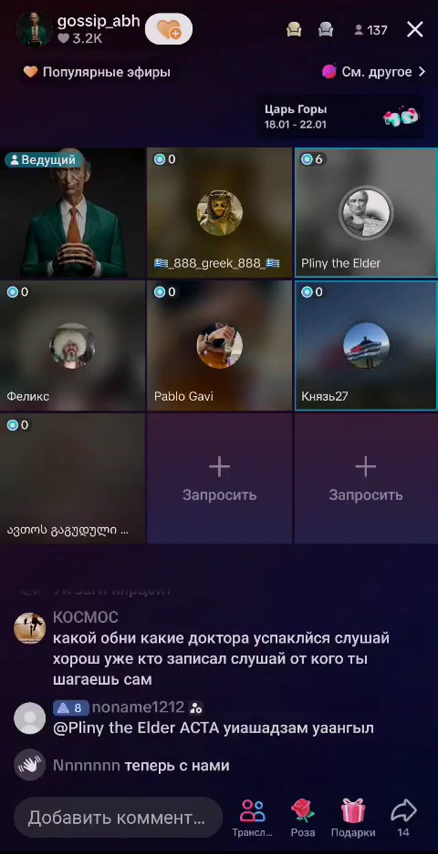 gossip_abh
3.2K
137
Популярные эфиры
См. другое
Царь Горы
18.01 - 22.01
Ведущий
0
_888_greek_888_
6
Pliny the Elder
0
Феликс
0
Pablo Gavi
0
Князь27
0
ავთოს გაგუდული ...
Запросить
Запросить
КОСМОС
какой обни какие доктора успаклйся слушай
хорош уже кто записал слушай от кого ты
шагаешь сам
8 noname1212
@Pliny the Elder АСТА уиашадзам уаангыл
Nnnnnnn теперь с нами
Добавить коммент...
Трансл...
Роза
Подарки
14